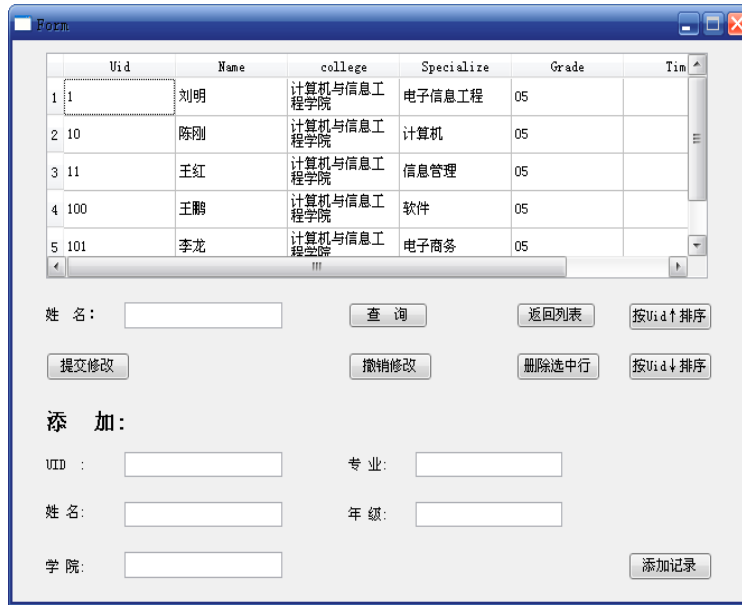 Form
Uid Name college Specialize Grade Tim
1 1 刘明 计算机与信息工程学院 电子信息工程 05
2 10 陈刚 计算机与信息工程学院 计算机 05
3 11 王红 计算机与信息工程学院 信息管理 05
4 100 王鹏 计算机与信息工程学院 软件 05
5 101 李龙 计算机与信息工程学院 电子商务 05
姓 名: 查 询 返回列表 按Uid↑排序
提交修改 撤销修改 删除选中行 按Uid↓排序
添 加:
UID : 专 业:
姓 名: 年 级:
学 院: 添加记录